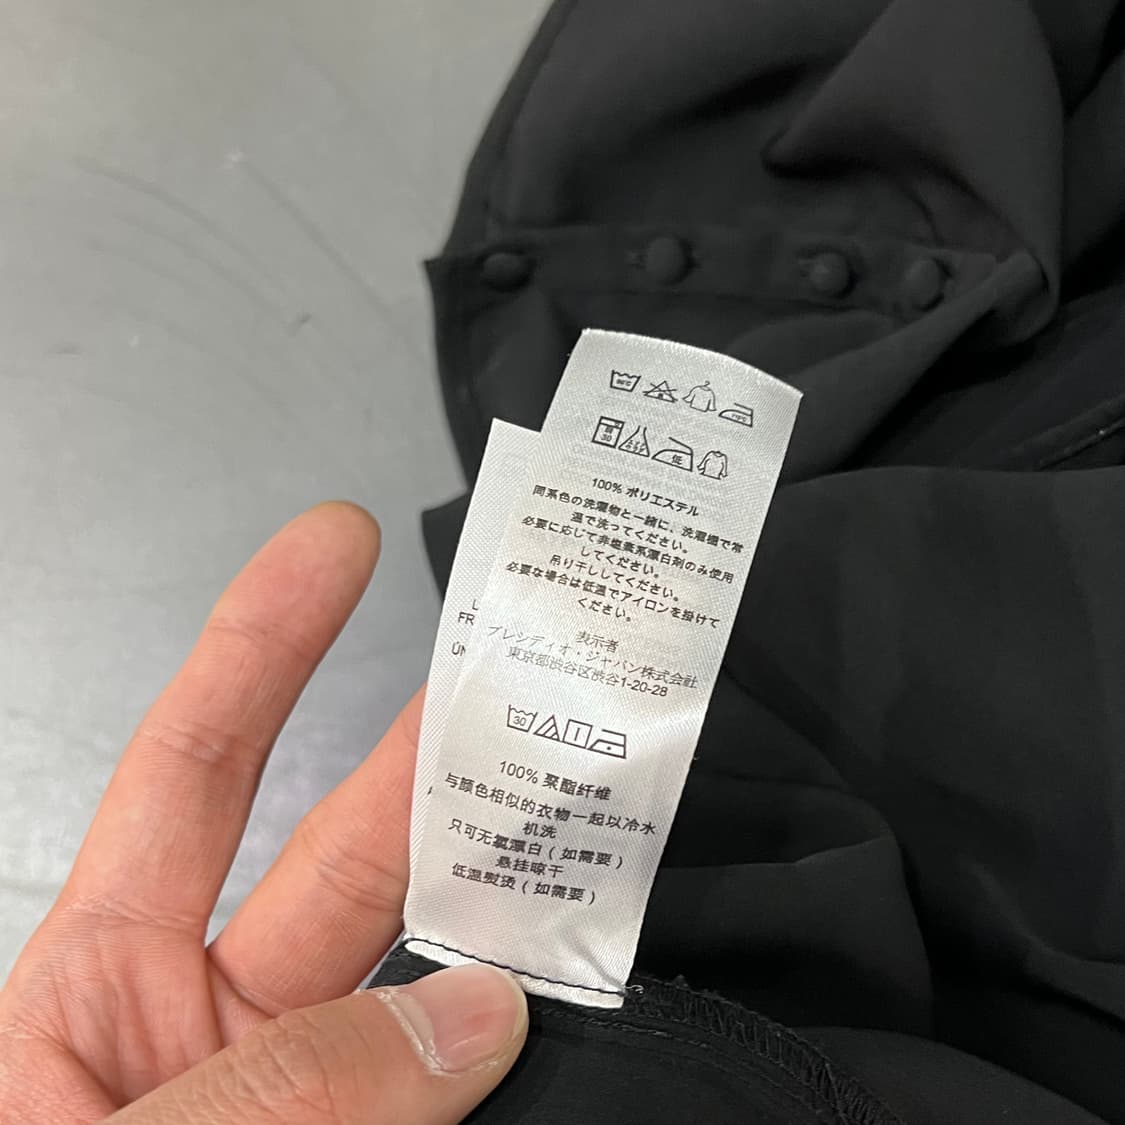 100% ポリエステル
同系色の洗濯物と一緒に、洗濯機で常
温で洗ってください。
必要に応じて非塩素系漂白剤のみ使用
してください。
吊り干ししてください。
必要な場合は低温でアイロンを掛けて
ください。
表示者
プレシディオ・ジャパン株式会社
東京都渋谷区渋谷1-20-28
30
100% 聚酯纤维
与颜色相似的衣物一起以冷水
机洗
只可无氯漂白（如需要）
悬挂晾干
低温熨烫（如需要）
FR
ÚN